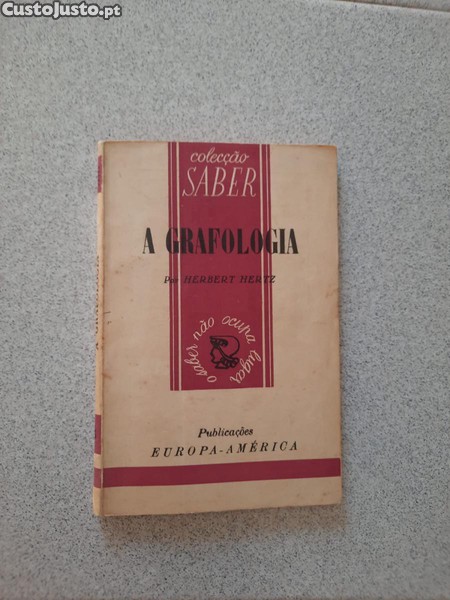 CustoJusto.pt
colecção
SABER
A GRAFOLOGIA
Por HERBERT HERTZ
o saber não ocupa lugar
Publicações
EUROPA-AMÉRICA